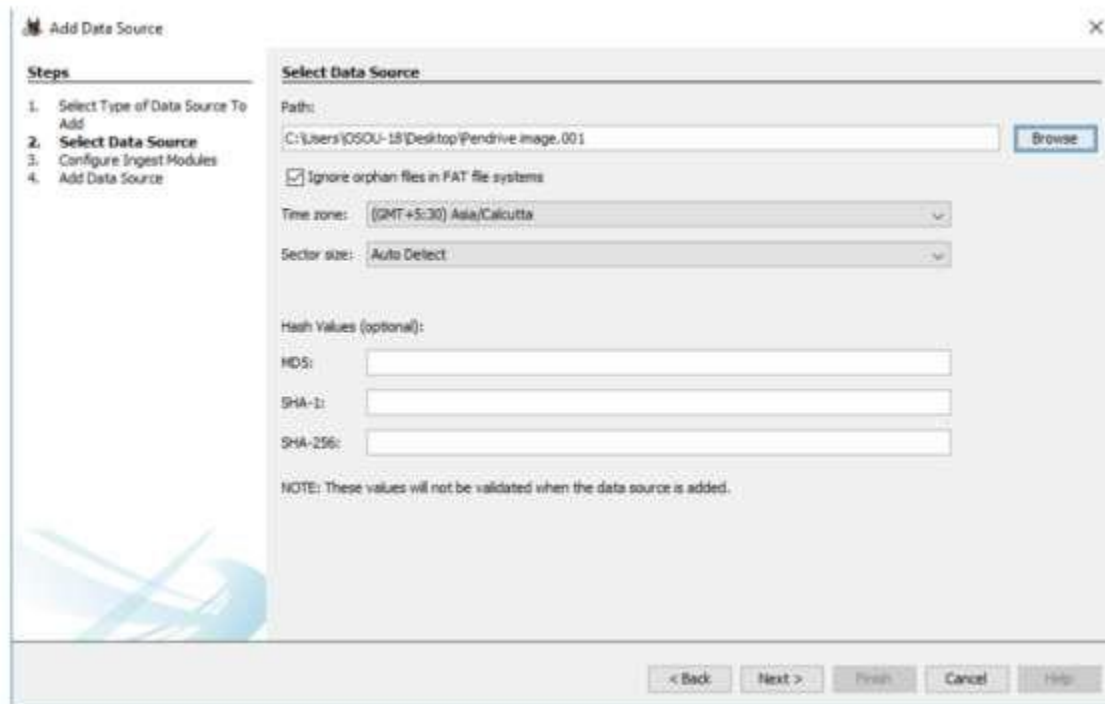 Add Data Source
Steps
1. Select Type of Data Source To
Add
2. Select Data Source
3. Configure Ingest Modules
4. Add Data Source
Select Data Source
Path:
C:\Users\OSOU-18\Desktop\Pendrive image.001
Browse
Ignore orphan files in FAT file systems
Time zone: (GMT+5:30) Asia/Calcutta
Sector size: Auto Detect
Hash Values (optional):
MD5:
SHA-1:
SHA-256:
NOTE: These values will not be validated when the data source is added.
< Back Next > Finish Cancel Help